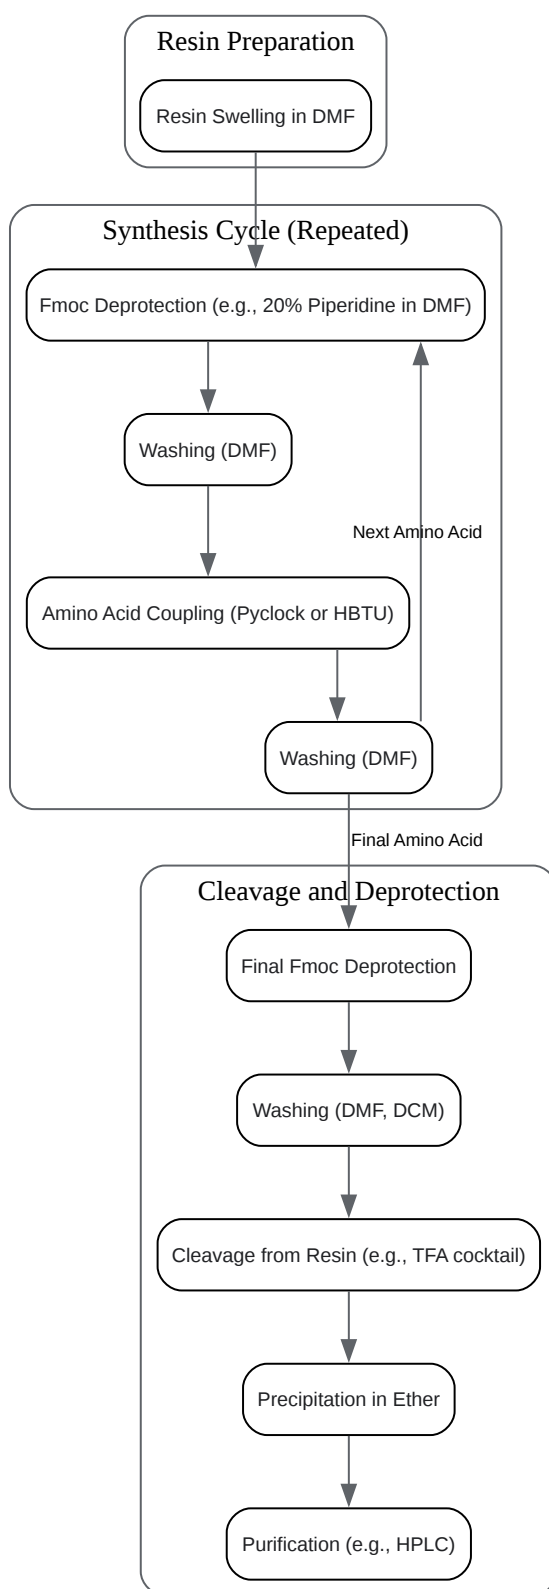 Resin Preparation
Resin Swelling in DMF
Synthesis Cycle (Repeated)
Fmoc Deprotection (e.g., 20% Piperidine in DMF)
Washing (DMF)
Next Amino Acid
Amino Acid Coupling (Pyclock or HBTU)
Washing (DMF)
Final Amino Acid
Cleavage and Deprotection
Final Fmoc Deprotection
Washing (DMF, DCM)
Cleavage from Resin (e.g., TFA cocktail)
Precipitation in Ether
Purification (e.g., HPLC)